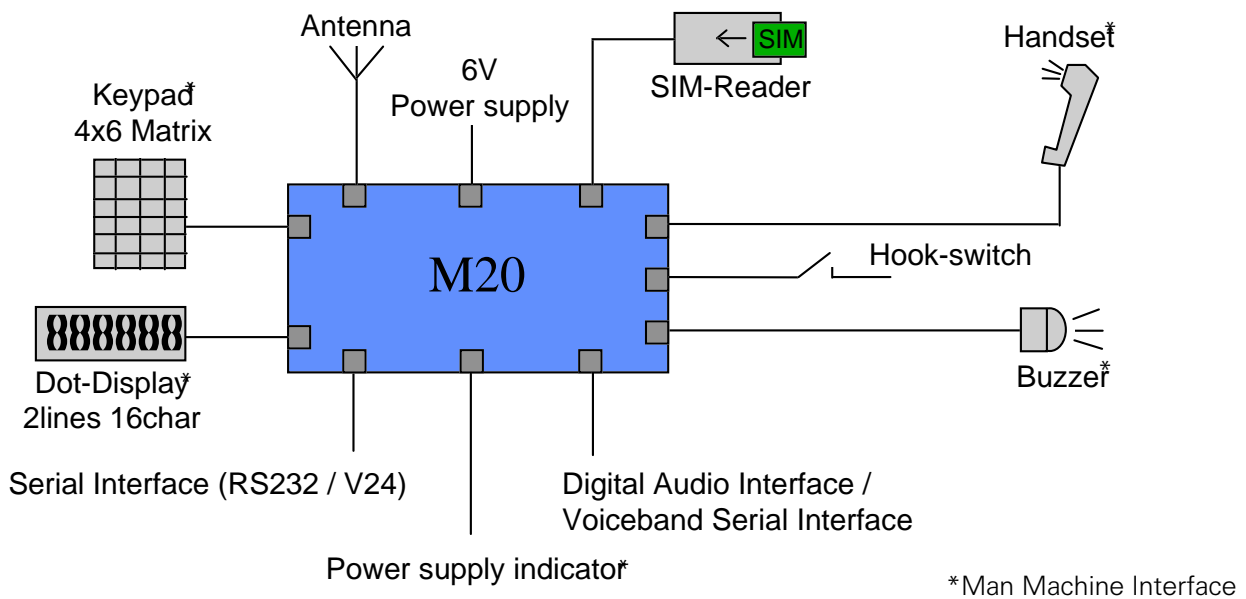 Antenna
SIM
SIM-Reader
Handset*
6V
Power supply
Keypad*
4x6 Matrix
M20
Hook-switch
888888
Dot-Display*
2lines 16char
Buzzer*
Serial Interface (RS232 / V24)
Digital Audio Interface /
Voiceband Serial Interface
Power supply indicator*
*Man Machine Interface